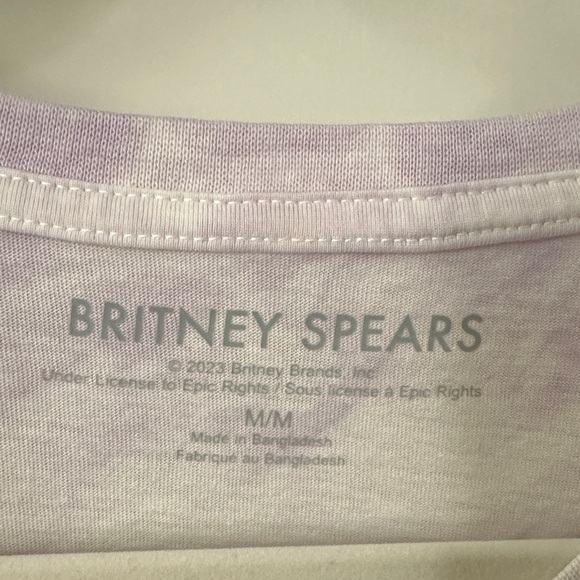 BRITNEY SPEARS
© 2023 Britney Brands, Inc
Under License to Epic Rights / Sous license à Epic Rights
M/M
Made in Bangladesh
Fabriqué au Bangladesh